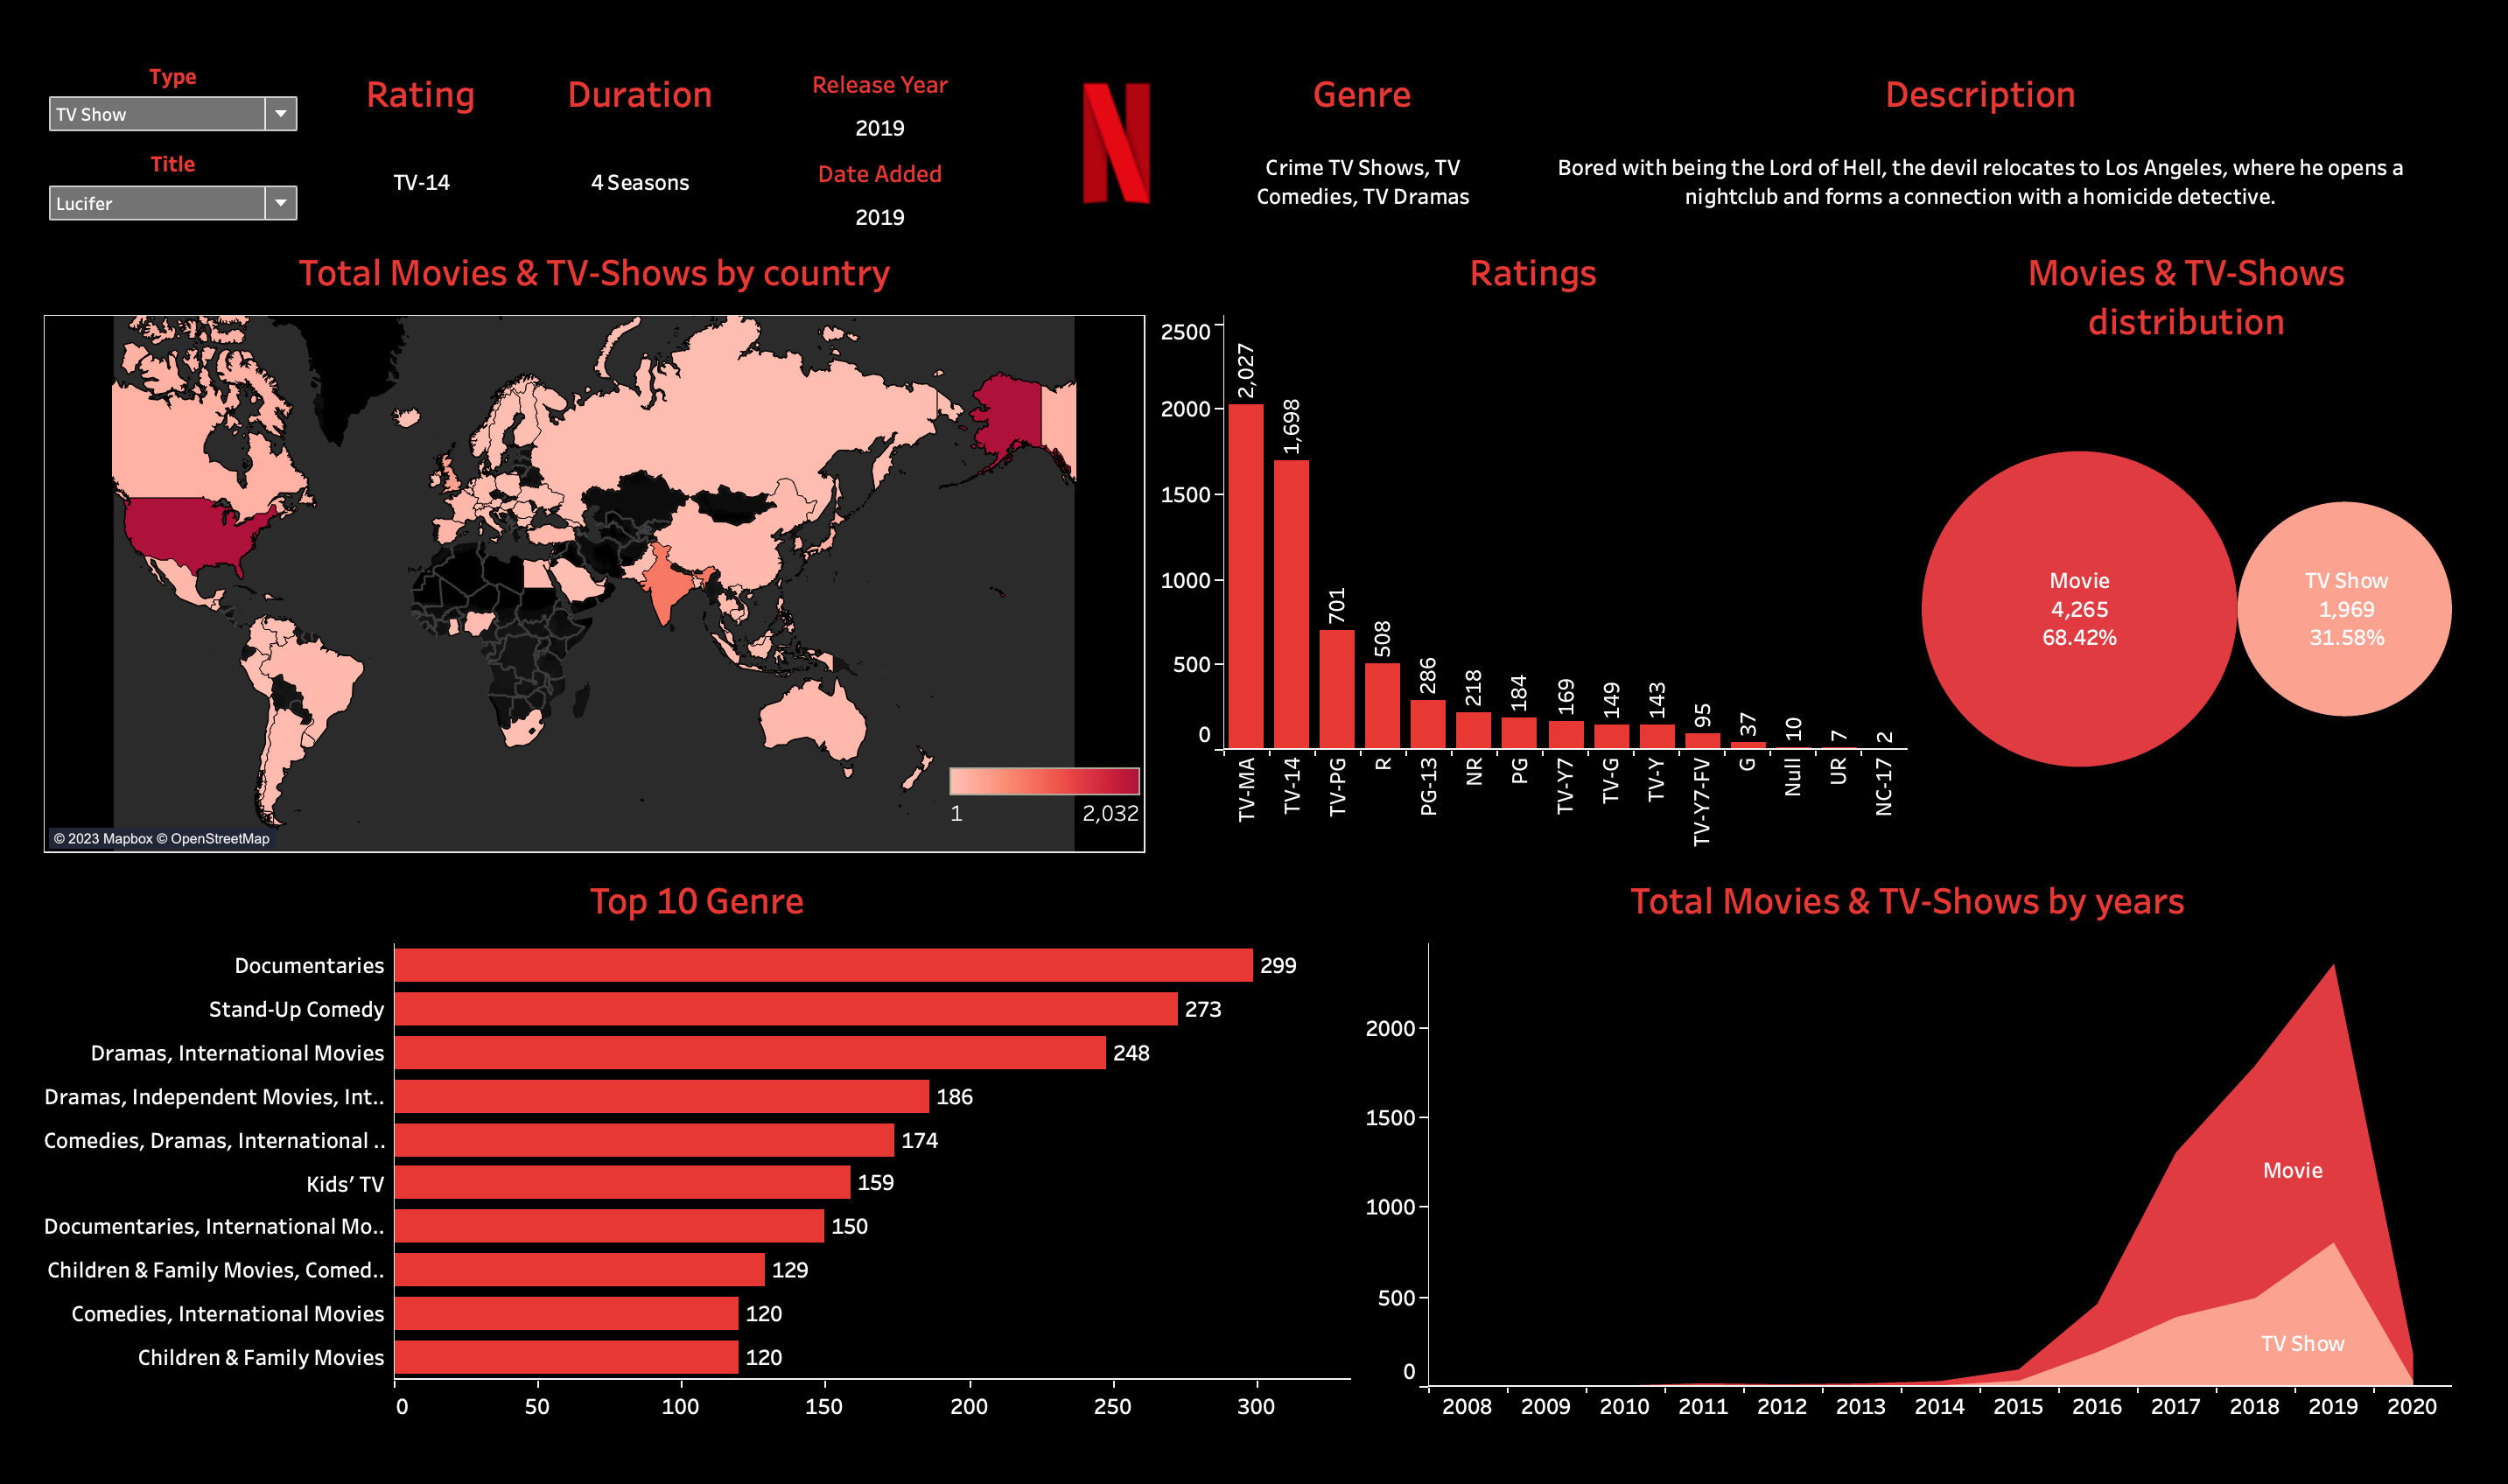 Type
TV Show
Title
Lucifer
Rating
TV-14
Duration
4 Seasons
Release Year
2019
Date Added
2019
Genre
Crime TV Shows, TV
Comedies, TV Dramas
Description
Bored with being the Lord of Hell, the devil relocates to Los Angeles, where he opens a
nightclub and forms a connection with a homicide detective.
Total Movies & TV-Shows by country
1
2,032
© 2023 Mapbox © OpenStreetMap
Ratings
2500
2000
1500
1000
500
0
2,027
1,698
701
508
286
218
184
169
149
143
95
37
10
7
2
TV-MA
TV-14
TV-PG
R
PG-13
NR
PG
TV-Y7
TV-G
TV-Y
TV-Y7-FV
G
Null
UR
NC-17
Movies & TV-Shows
distribution
Movie
4,265
68.42%
TV Show
1,969
31.58%
Top 10 Genre
Documentaries 299
Stand-Up Comedy 273
Dramas, International Movies 248
Dramas, Independent Movies, Int.. 186
Comedies, Dramas, International .. 174
Kids’ TV 159
Documentaries, International Mo.. 150
Children & Family Movies, Comed.. 129
Comedies, International Movies 120
Children & Family Movies 120
0 50 100 150 200 250 300
Total Movies & TV-Shows by years
2000
1500
1000
500
0
Movie
TV Show
2008 2009 2010 2011 2012 2013 2014 2015 2016 2017 2018 2019 2020